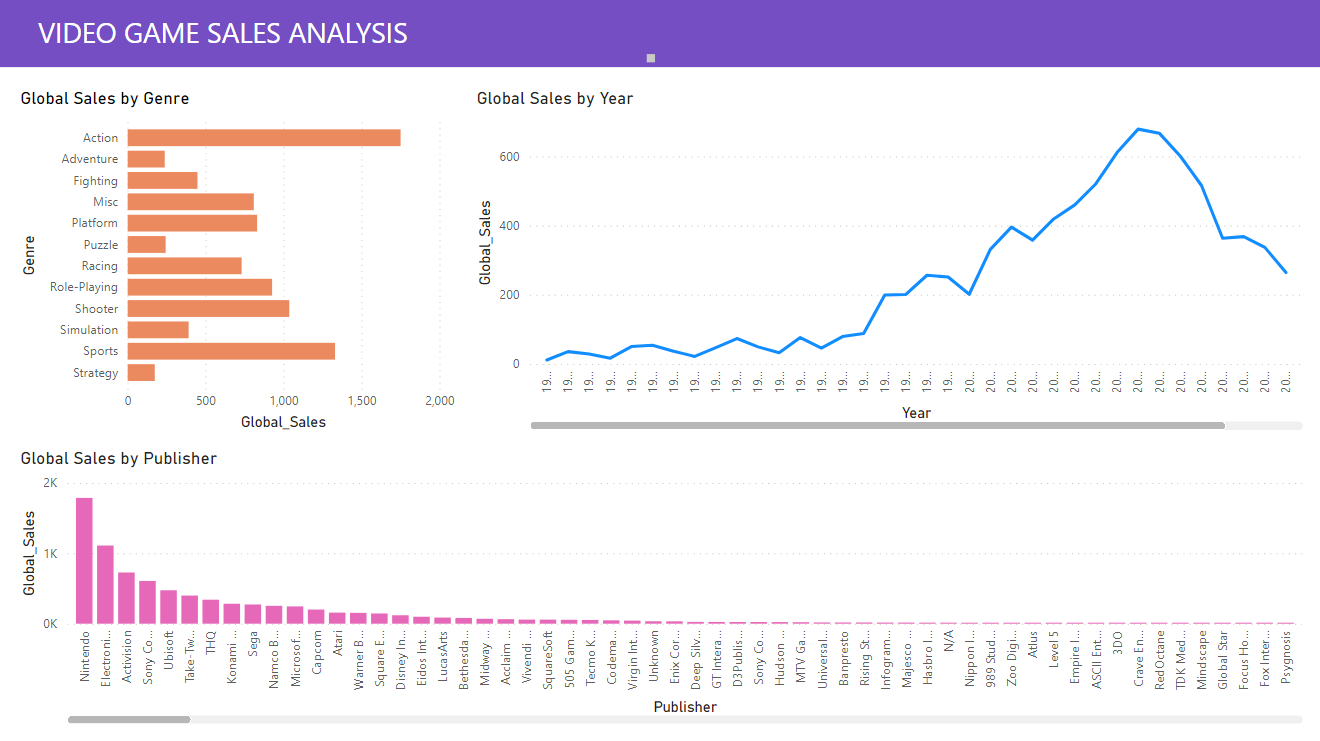 VIDEO GAME SALES ANALYSIS
Global Sales by Genre
Genre
Action
Adventure
Fighting
Misc
Platform
Puzzle
Racing
Role-Playing
Shooter
Simulation
Sports
Strategy
0 500 1,000 1,500 2,000
Global_Sales
Global Sales by Year
Global_Sales
600
400
200
0
19... 19... 19... 19... 19... 19... 19... 19... 19... 19... 19... 19... 19... 19... 19... 19... 19... 19... 19... 19... 20... 20... 20... 20... 20... 20... 20... 20... 20... 20... 20... 20... 20... 20... 20... 20...
Year
Global Sales by Publisher
Global_Sales
2K
1K
0K
Nintendo
Electroni...
Activision
Sony Co...
Ubisoft
Take-Tw...
THQ
Konami ...
Sega
Namco B...
Microsof...
Capcom
Atari
Warner B...
Square E...
Disney In...
Eidos Int...
LucasArts
Bethesda...
Midway ...
Acclaim ...
Vivendi ...
SquareSoft
505 Gam...
Tecmo K...
Codema...
Virgin Int...
Unknown
Enix Cor...
Deep Silv...
GT Intera...
D3Publis...
Sony Co...
Hudson ...
MTV Ga...
Universal...
Banpresto
Rising St...
Infogram...
Majesco ...
Hasbro I...
N/A
Nippon I...
989 Stud...
Zoo Digi...
Atlus
Level 5
Empire I...
ASCII Ent...
3DO
Crave En...
RedOctane
TDK Med...
Mindscape
Global Star
Focus Ho...
Fox Inter...
Psygnosis
Publisher